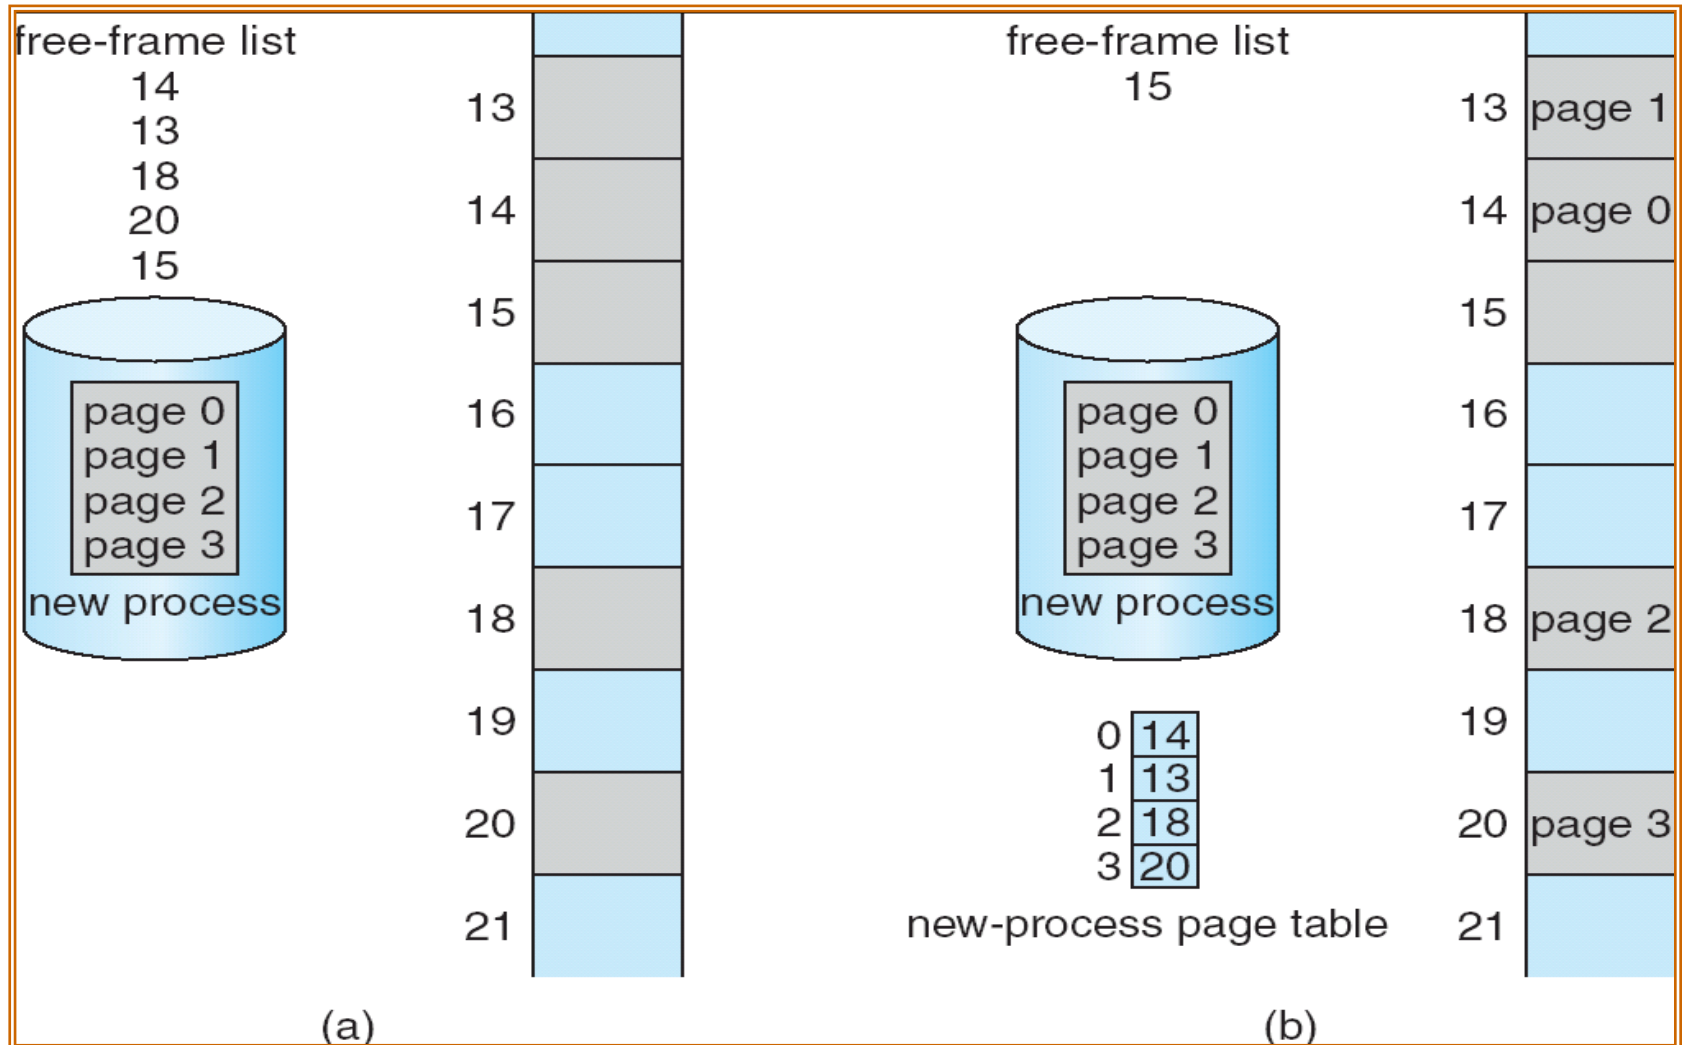 free-frame list
14
13
18
20
15
page 0
page 1
page 2
page 3
new process
13
14
15
16
17
18
19
20
21
(a)
free-frame list
15
page 0
page 1
page 2
page 3
new process
0 14
1 13
2 18
3 20
new-process page table
13 page 1
14 page 0
15
16
17
18 page 2
19
20 page 3
21
(b)